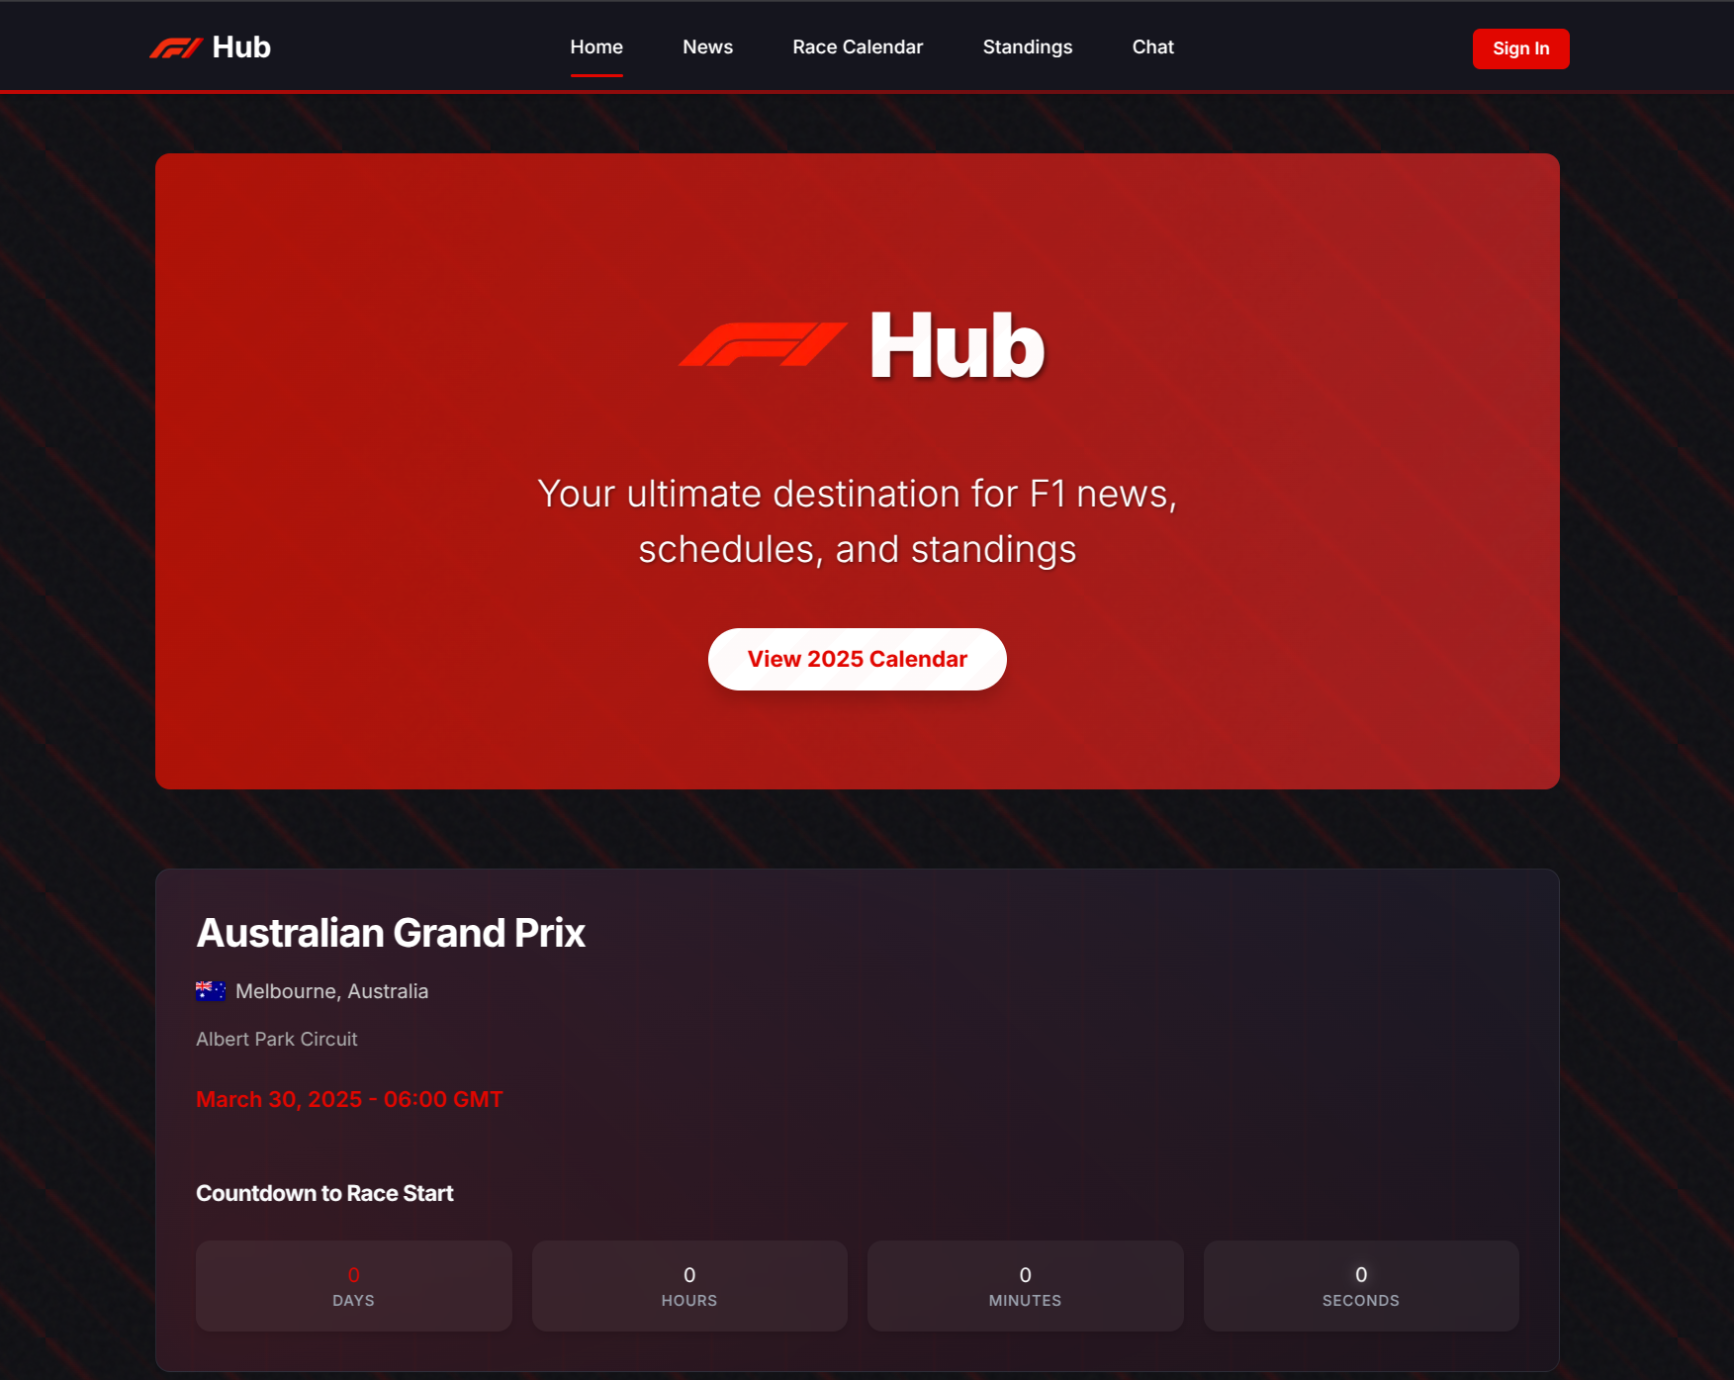 F1 Hub
Home
News
Race Calendar
Standings
Chat
Sign In
F1 Hub
Your ultimate destination for F1 news,
schedules, and standings
View 2025 Calendar
Australian Grand Prix
Melbourne, Australia
Albert Park Circuit
March 30, 2025 - 06:00 GMT
Countdown to Race Start
0
DAYS
0
HOURS
0
MINUTES
0
SECONDS